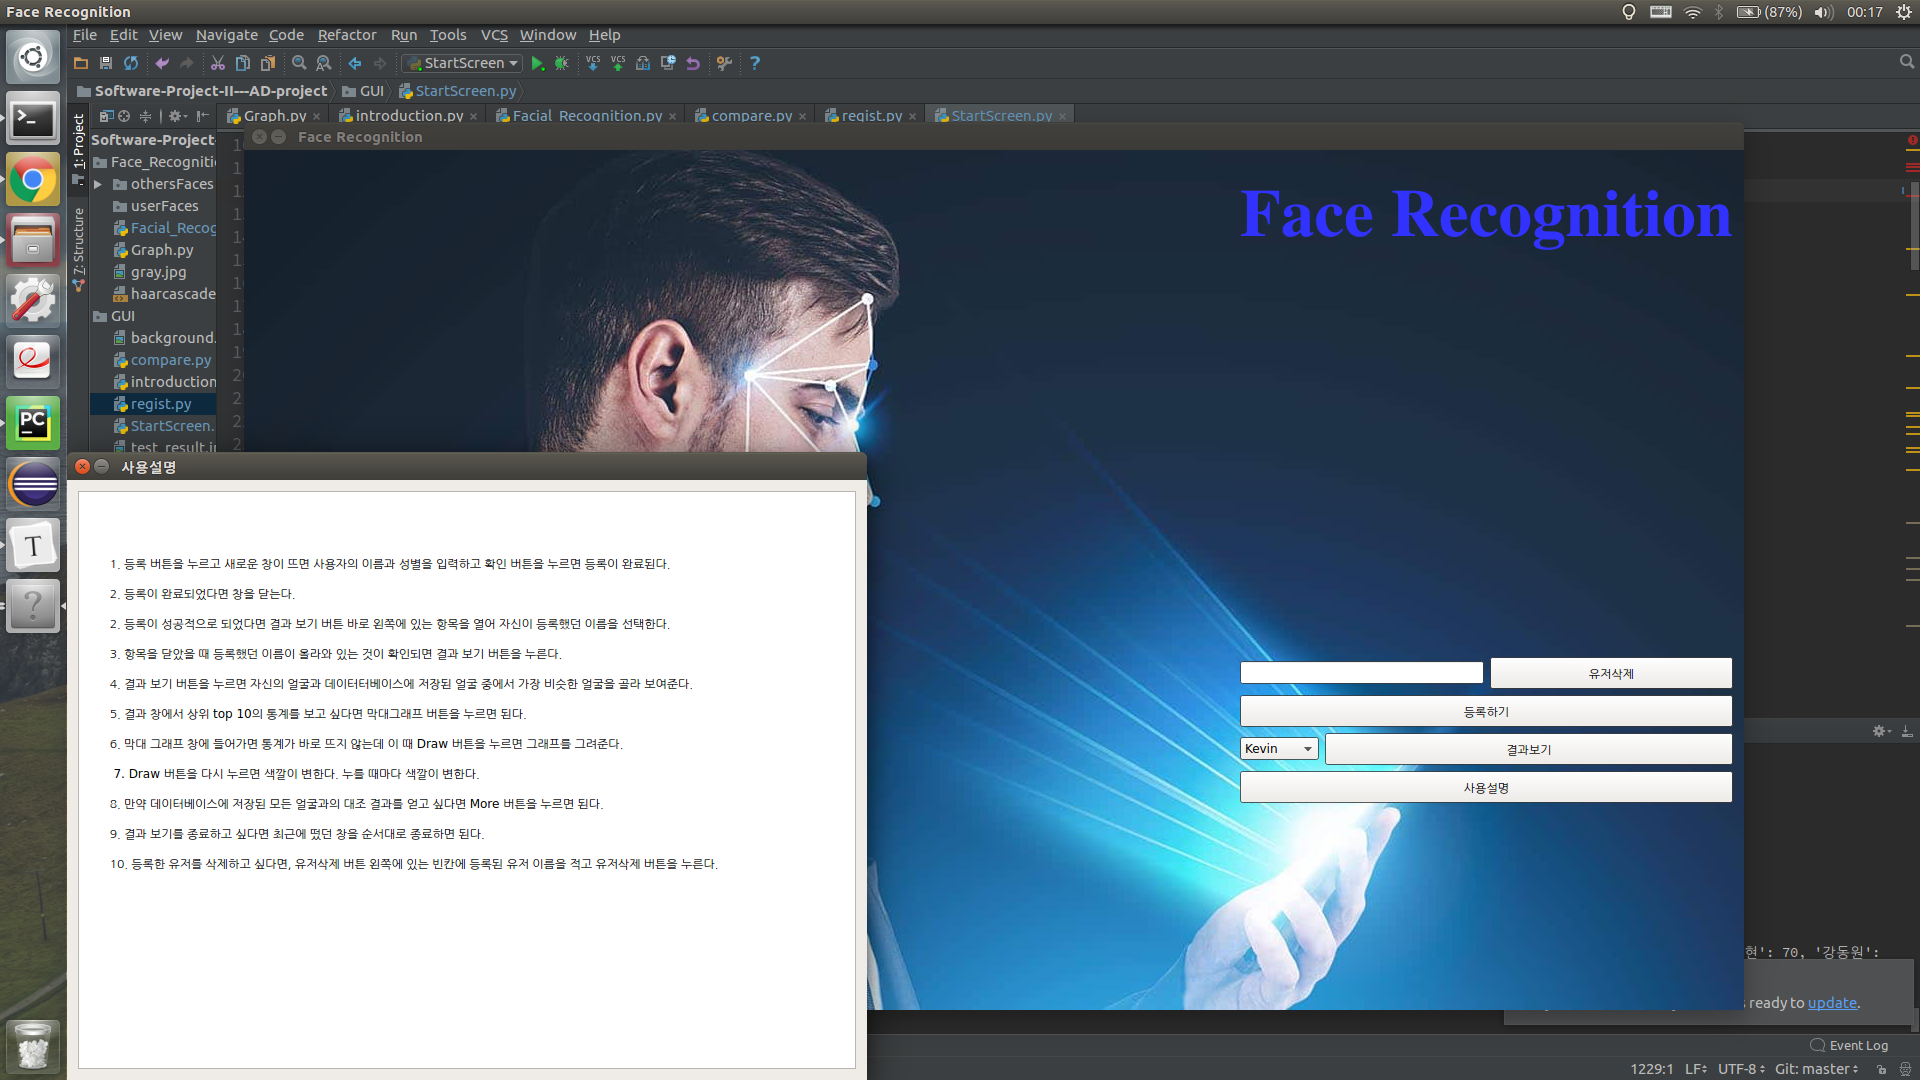 Face Recognition
(87%)
00:17
File Edit View Navigate Code Refactor Run Tools VCS Window Help
StartScreen
VCS VCS
Software-Project-II---AD-project GUI StartScreen.py
Graph.py introduction.py Facial_Recognition.py compare.py regist.py StartScreen.py
1: Project
7: Structure
Software-Project-
Face_Recognitio
othersFaces
userFaces
Facial_Recog
Graph.py
gray.jpg
haarcascade
GUI
background.
compare.py
introduction
regist.py
StartScreen.
test_result.i
Face Recognition
Face Recognition
유저삭제
등록하기
Kevin 결과보기
사용설명
사용설명
1. 등록 버튼을 누르고 새로운 창이 뜨면 사용자의 이름과 성별을 입력하고 확인 버튼을 누르면 등록이 완료된다.
2. 등록이 완료되었다면 창을 닫는다.
2. 등록이 성공적으로 되었다면 결과 보기 버튼 바로 왼쪽에 있는 항목을 열어 자신이 등록했던 이름을 선택한다.
3. 항목을 닫았을 때 등록했던 이름이 올라와 있는 것이 확인되면 결과 보기 버튼을 누른다.
4. 결과 보기 버튼을 누르면 자신의 얼굴과 데이터터베이스에 저장된 얼굴 중에서 가장 비슷한 얼굴을 골라 보여준다.
5. 결과 창에서 상위 top 10의 통계를 보고 싶다면 막대그래프 버튼을 누르면 된다.
6. 막대 그래프 창에 들어가면 통계가 바로 뜨지 않는데 이 때 Draw 버튼을 누르면 그래프를 그려준다.
7. Draw 버튼을 다시 누르면 색깔이 변한다. 누를 때마다 색깔이 변한다.
8. 만약 데이터베이스에 저장된 모든 얼굴과의 대조 결과를 얻고 싶다면 More 버튼을 누르면 된다.
9. 결과 보기를 종료하고 싶다면 최근에 떴던 창을 순서대로 종료하면 된다.
10. 등록한 유저를 삭제하고 싶다면, 유저삭제 버튼 왼쪽에 있는 빈칸에 등록된 유저 이름을 적고 유저삭제 버튼을 누른다.
현': 70, '강동원':
s ready to update.
Event Log
1229:1 LF UTF-8 Git: master
PC
T